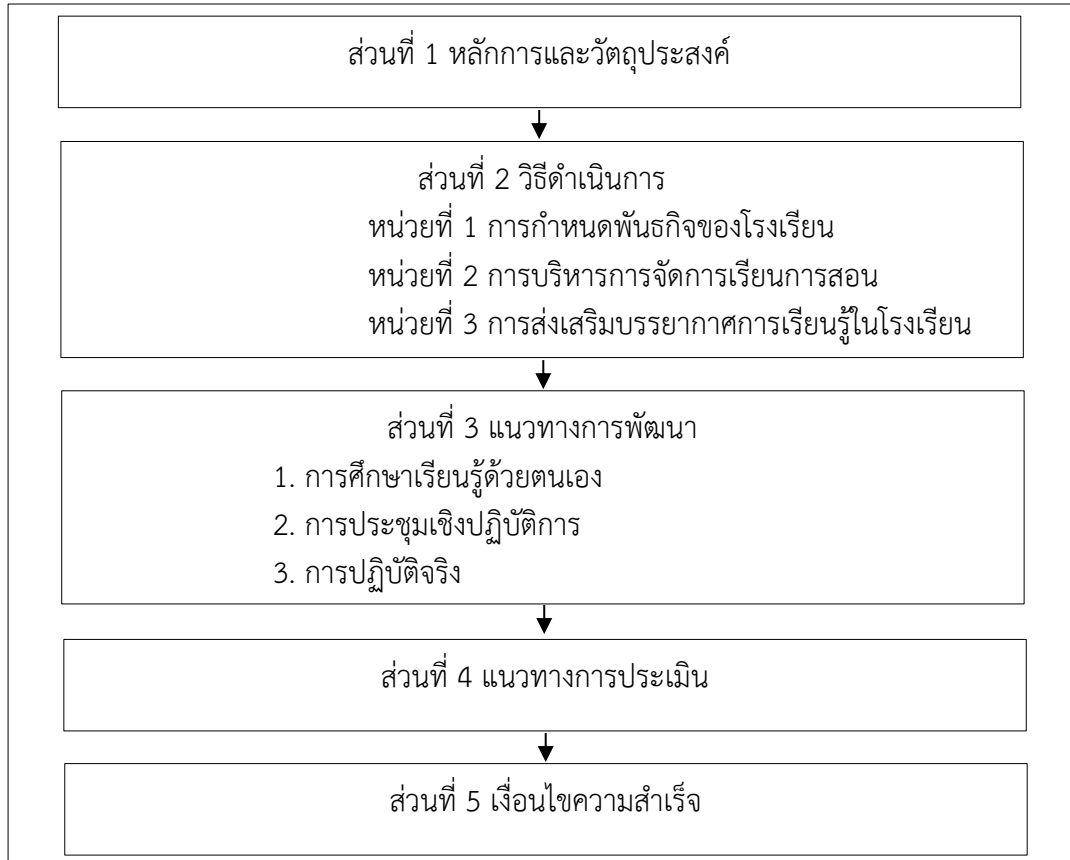 ส่วนที่ 1 หลักการและวัตถุประสงค์
ส่วนที่ 2 วิธีดำเนินการ
หน่วยที่ 1 การกำหนดพันธกิจของโรงเรียน
หน่วยที่ 2 การบริหารการจัดการเรียนการสอน
หน่วยที่ 3 การส่งเสริมบรรยากาศการเรียนรู้ในโรงเรียน
ส่วนที่ 3 แนวทางการพัฒนา
1. การศึกษาเรียนรู้ด้วยตนเอง
2. การประชุมเชิงปฏิบัติการ
3. การปฏิบัติจริง
ส่วนที่ 4 แนวทางการประเมิน
ส่วนที่ 5 เงื่อนไขความสำเร็จ